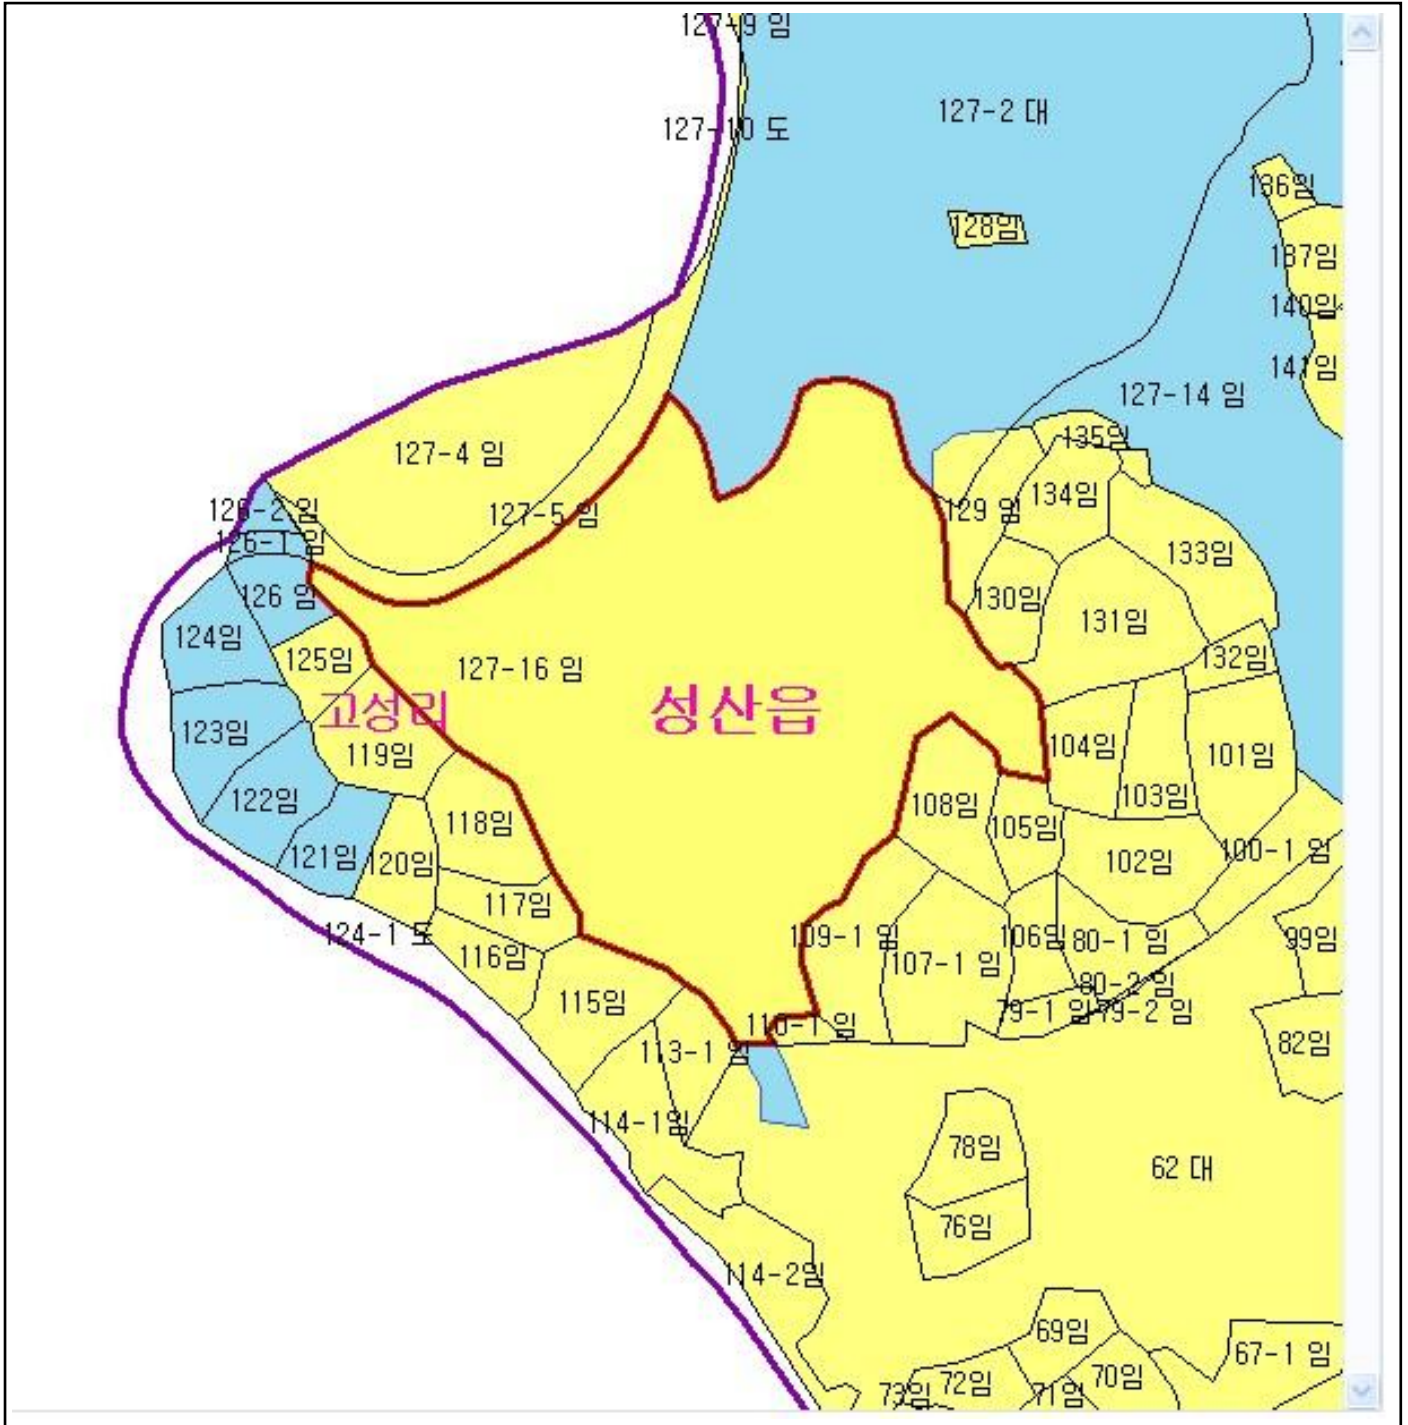 127-9 임
127-10 도
127-2 대
136임
128임
137임
140임
141임
127-14 임
135임
127-4 임
134임
126-2 임
127-5 임
129 임
126-1 임
133임
126 임
130임
131임
124임
125임
127-16 임
132임
고성리
성산읍
123임
119임
104임
101임
122임
103임
108임
118임
105임
121임
120임
102임
100-1 임
117임
124-1 도
109-1 임
106임
80-1 임
99임
116임
107-1 임
80-2 임
115임
79-1 임
79-2 임
110-1 임
113-1 임
82임
114-1임
78임
62 대
76임
114-2임
69임
67-1 임
70임
73임
72임
71임